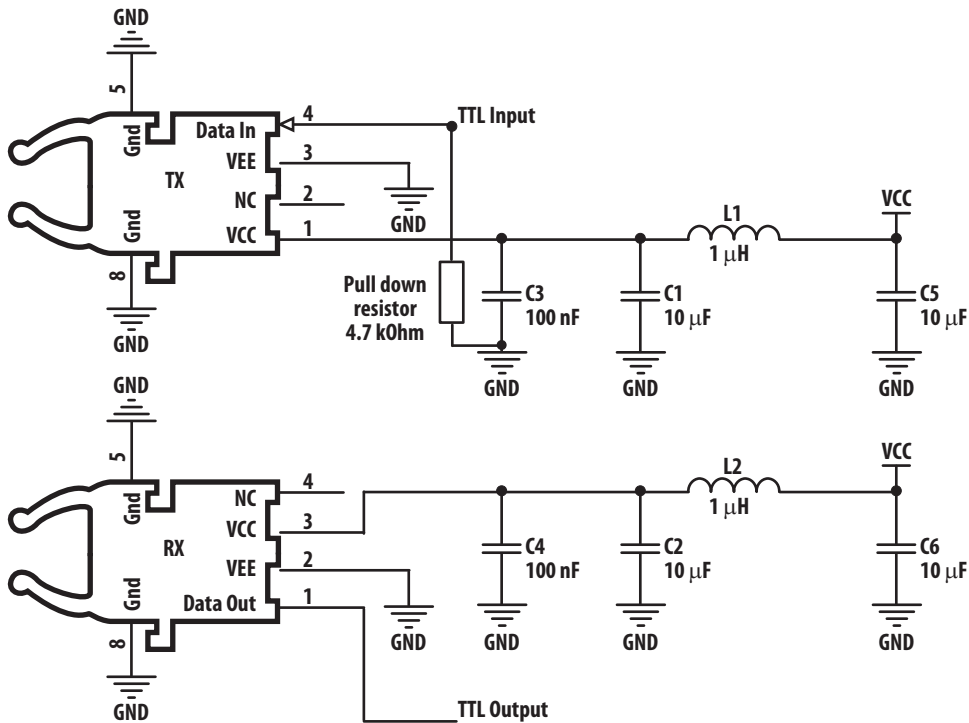 GND
5
Gnd
Data In
4
TTL Input
VEE
3
TX
NC
2
GND
VCC
1
Gnd
8
GND
L1
1 μH
VCC
Pull down
resistor
4.7 kOhm
C3
100 nF
C1
10 μF
C5
10 μF
GND
GND
GND
GND
5
Gnd
NC
4
VCC
3
RX
VEE
2
GND
Data Out
1
Gnd
8
GND
L2
1 μH
VCC
C4
100 nF
C2
10 μF
C6
10 μF
GND
GND
GND
TTL Output